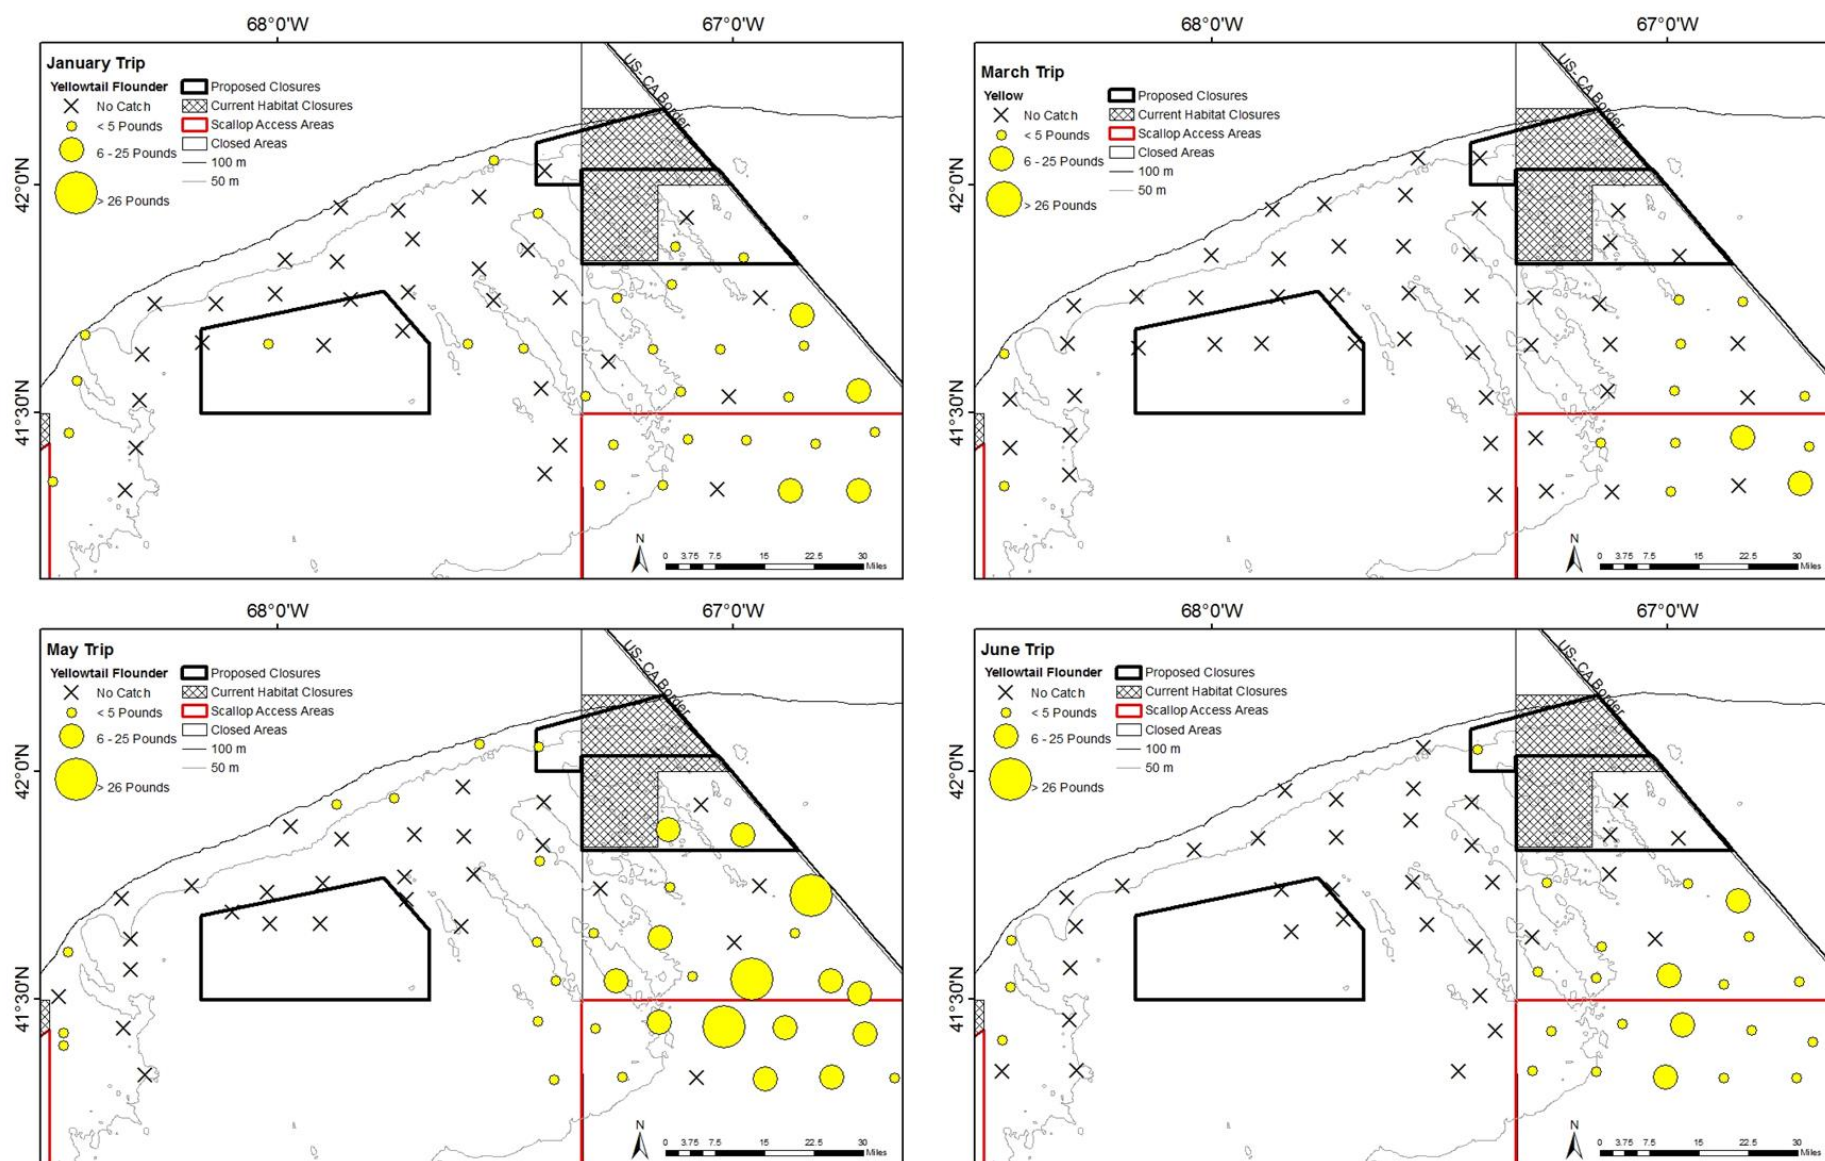 68°0'W 67°0'W
January Trip
Yellowtail Flounder
No Catch
< 5 Pounds
6 - 25 Pounds
> 26 Pounds
Proposed Closures
Current Habitat Closures
Scallop Access Areas
Closed Areas
100 m
50 m
US- CA Border
42°0'N
41°30'N
N
0 3.75 7.5 15 22.5 30
Miles
68°0'W 67°0'W
March Trip
Yellow
No Catch
< 5 Pounds
6 - 25 Pounds
> 26 Pounds
Proposed Closures
Current Habitat Closures
Scallop Access Areas
Closed Areas
100 m
50 m
US- CA Border
42°0'N
41°30'N
N
0 3.75 7.5 15 22.5 30
Miles
68°0'W 67°0'W
May Trip
Yellowtail Flounder
No Catch
< 5 Pounds
6 - 25 Pounds
> 26 Pounds
Proposed Closures
Current Habitat Closures
Scallop Access Areas
Closed Areas
100 m
50 m
US- CA Border
42°0'N
41°30'N
N
0 3.75 7.5 15 22.5 30
Miles
68°0'W 67°0'W
June Trip
Yellowtail Flounder
No Catch
< 5 Pounds
6 - 25 Pounds
> 26 Pounds
Proposed Closures
Current Habitat Closures
Scallop Access Areas
Closed Areas
100 m
50 m
US- CA Border
42°0'N
41°30'N
N
0 3.75 7.5 15 22.5 30
Miles